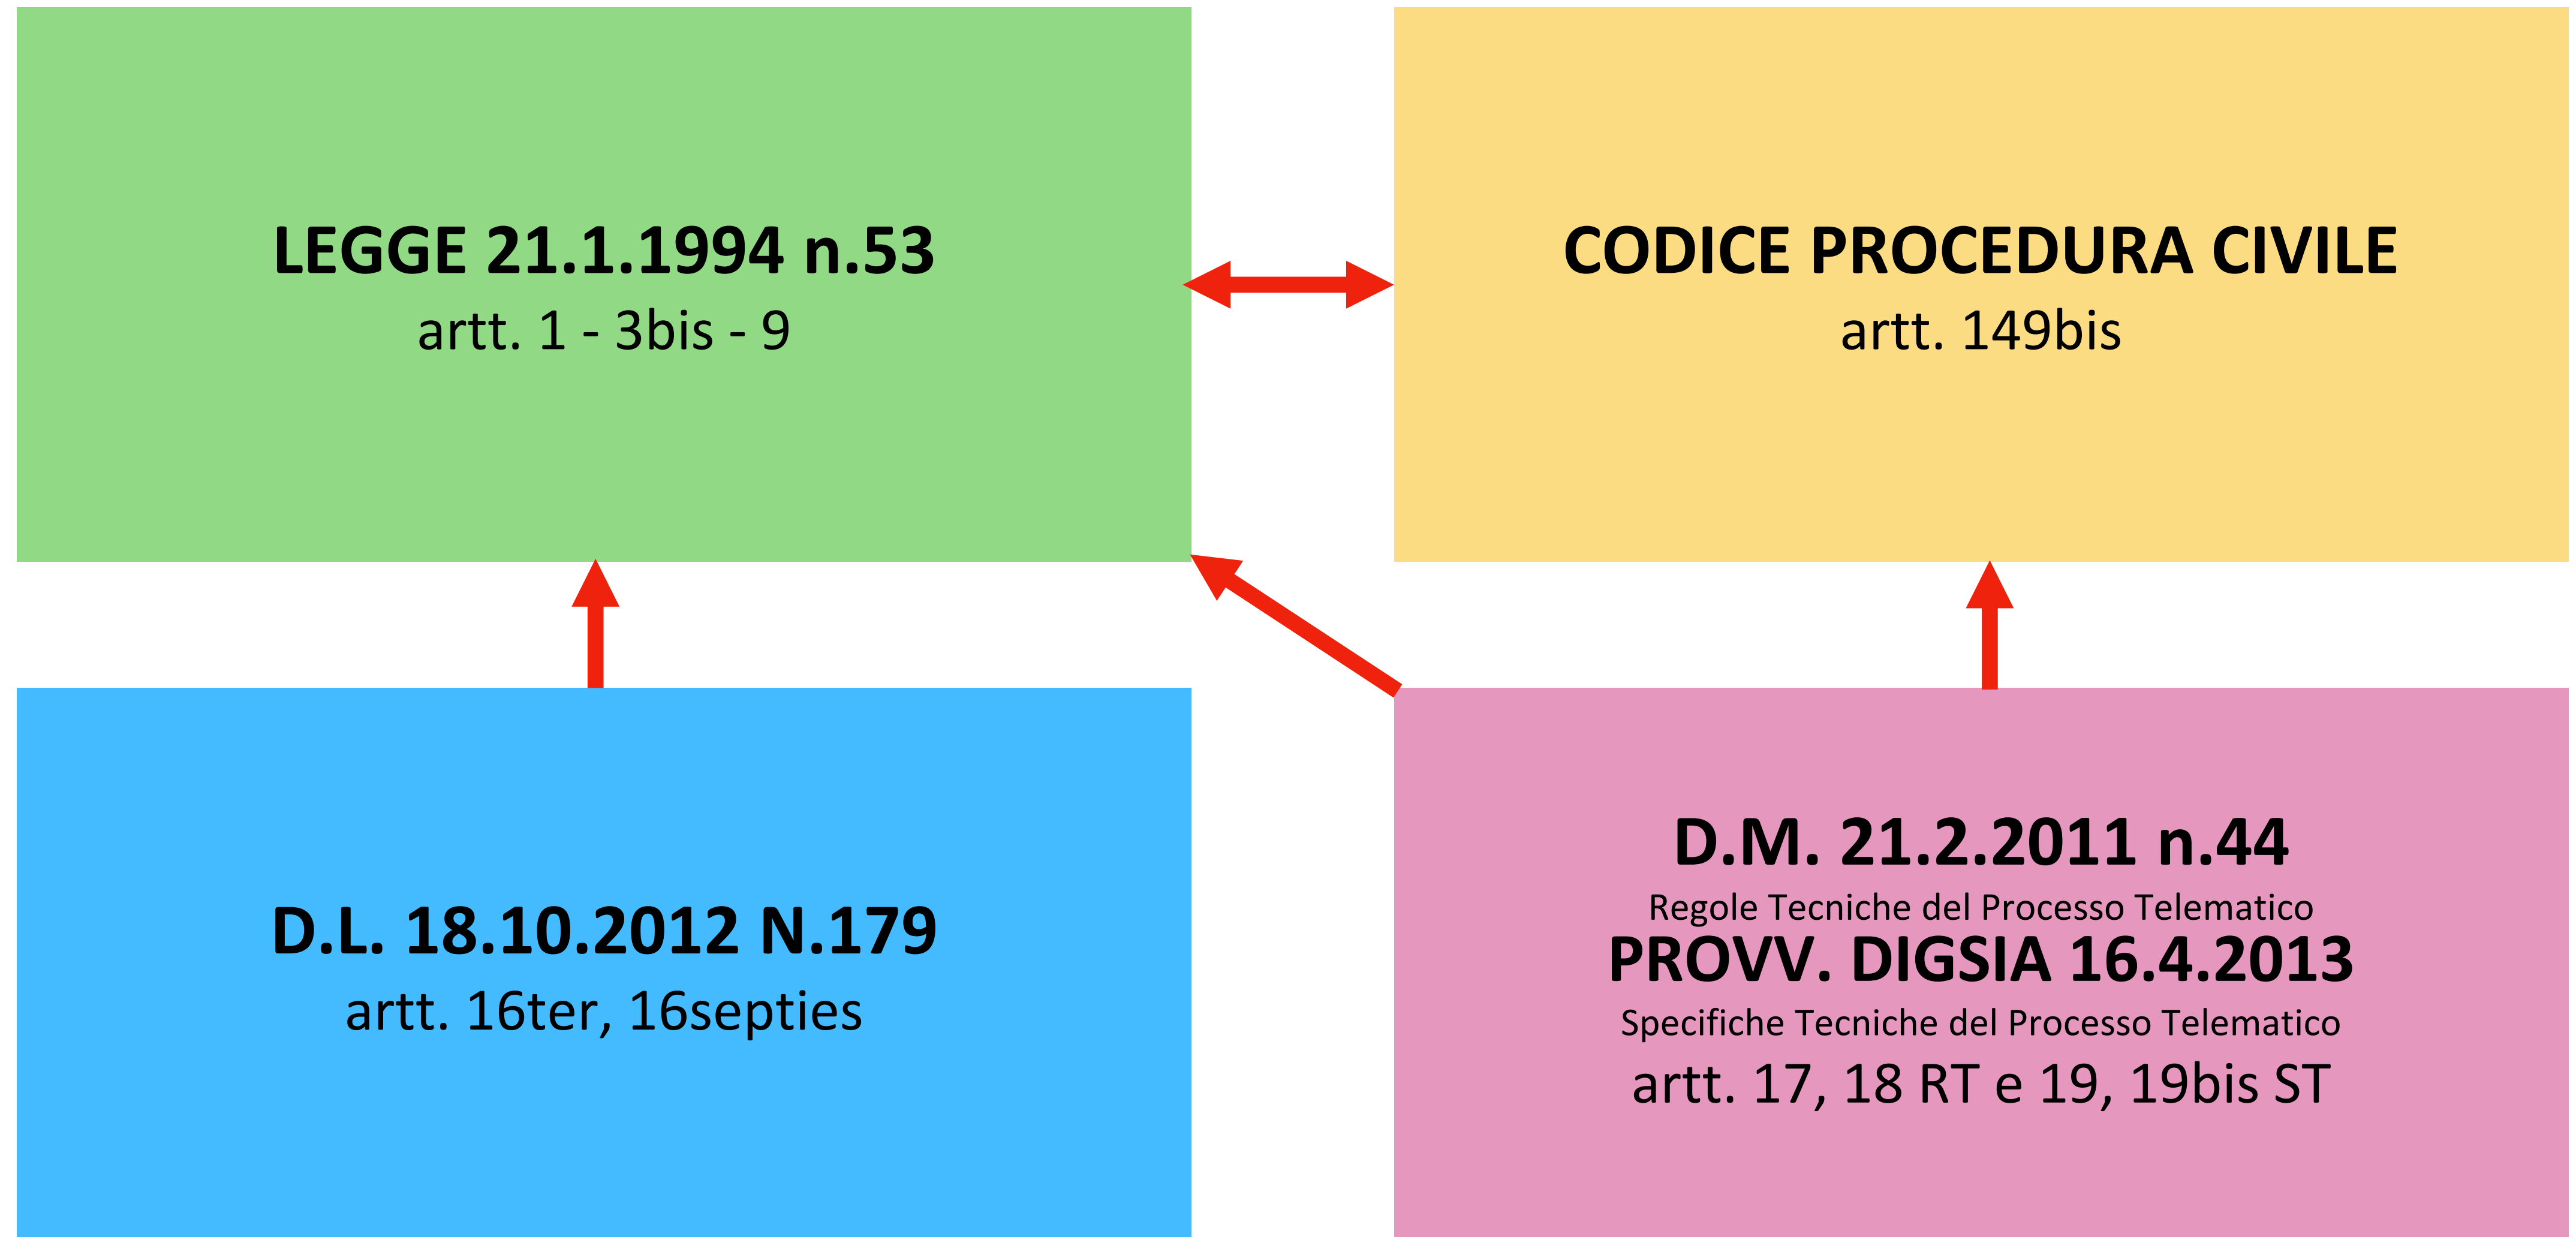 LEGGE 21.1.1994 n.53
artt. 1 - 3bis - 9
CODICE PROCEDURA CIVILE
artt. 149bis
D.L. 18.10.2012 N.179
artt. 16ter, 16septies
D.M. 21.2.2011 n.44
Regole Tecniche del Processo Telematico
PROVV. DIGSIA 16.4.2013
Specifiche Tecniche del Processo Telematico
artt. 17, 18 RT e 19, 19bis ST